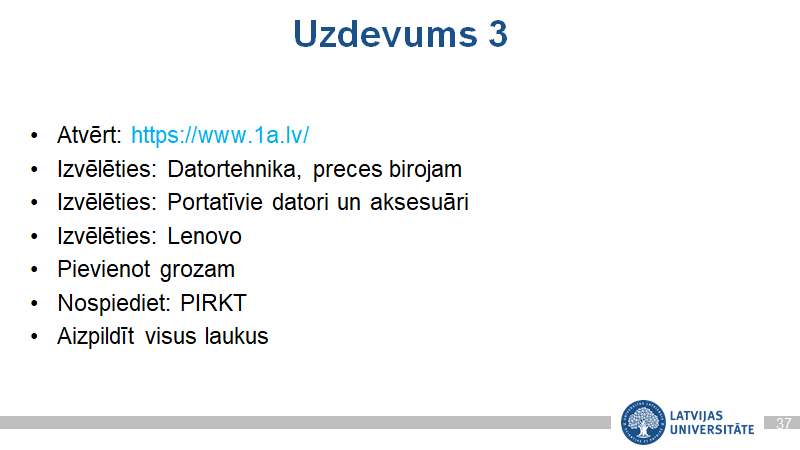 Uzdevums 3
• Atvērt: https://www.1a.lv/
• Izvēlēties: Datortehnika, preces birojam
• Izvēlēties: Portatīvie datori un aksesuāri
• Izvēlēties: Lenovo
• Pievienot grozam
• Nospiediet: PIRKT
• Aizpildīt visus laukus
LATVIJAS
UNIVERSITĀTE
37